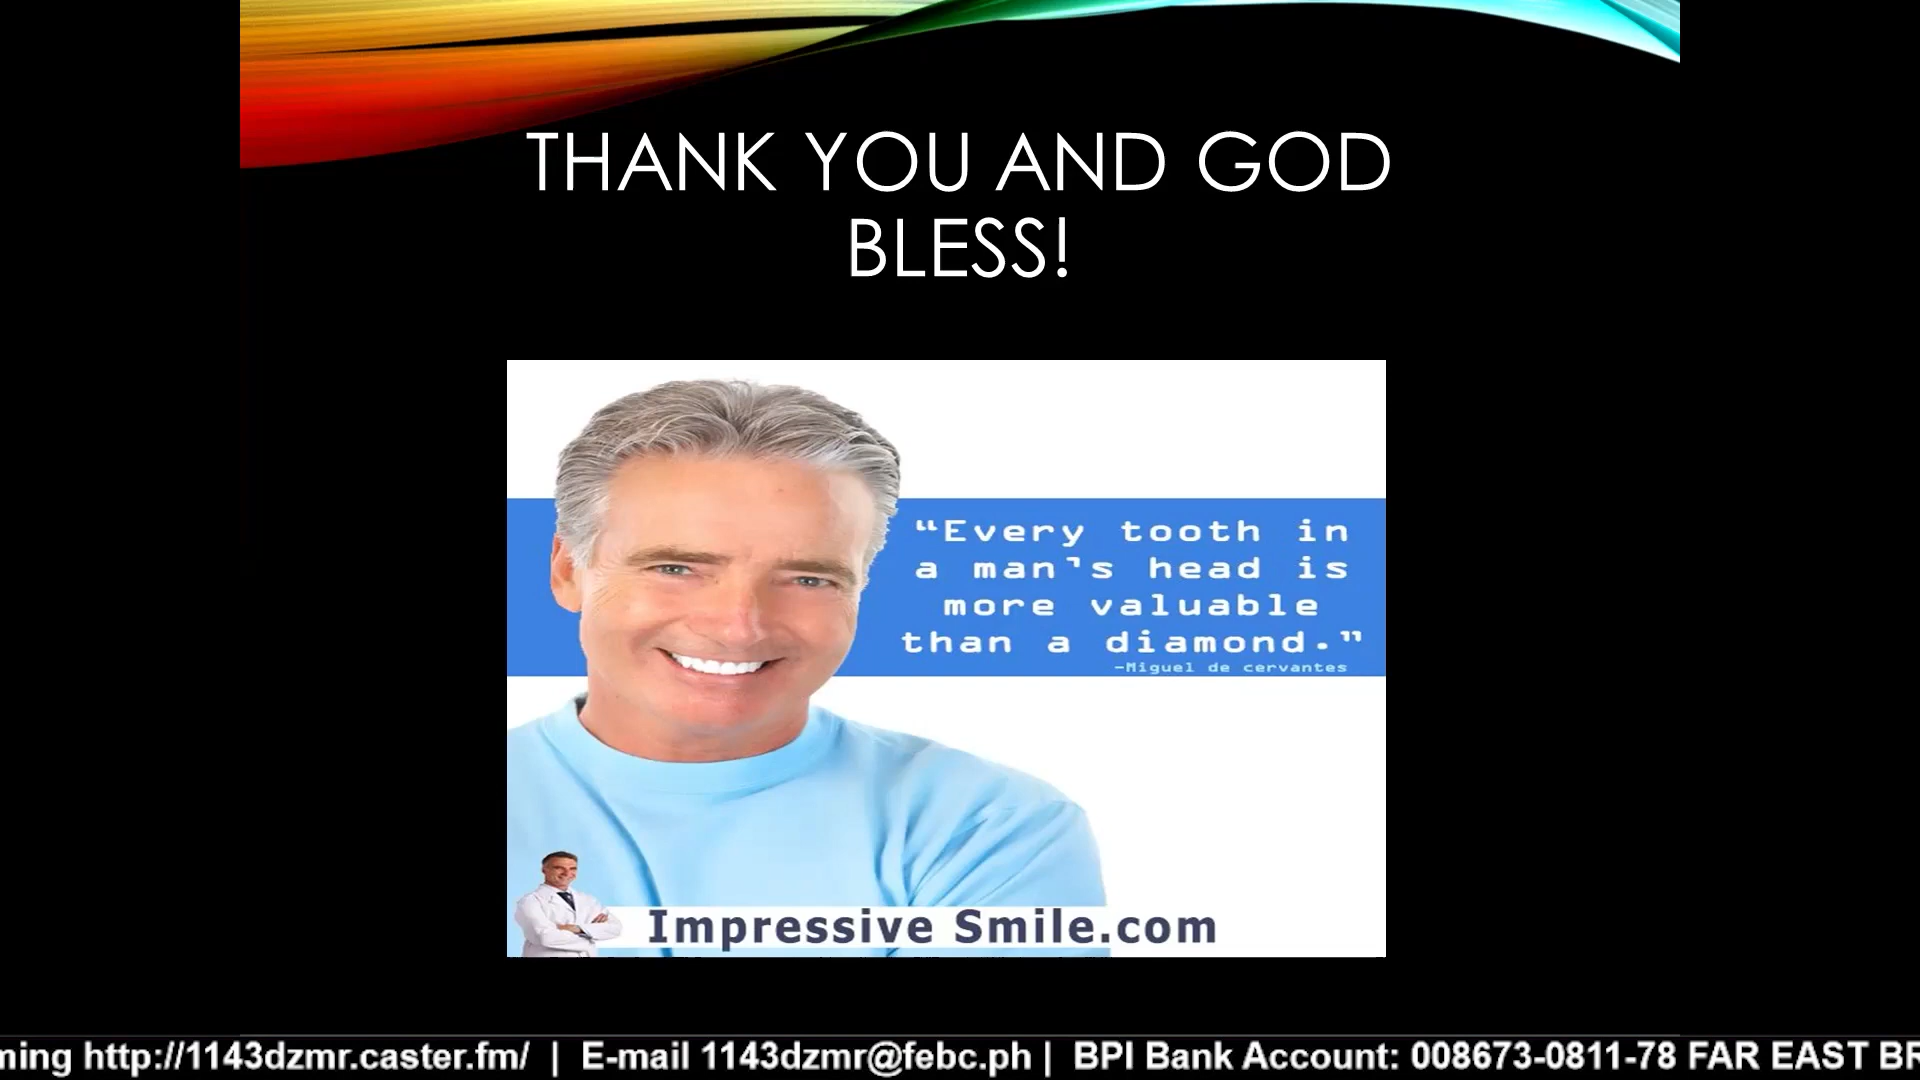 THANK YOU AND GOD
BLESS!
“Every tooth in
a man's head is
more valuable
than a diamond.”
-Miguel de cervantes
Impressive Smile.com
ming http://1143dzmr.caster.fm/ | E-mail 1143dzmr@febc.ph | BPI Bank Account: 008673-0811-78 FAR EAST BR